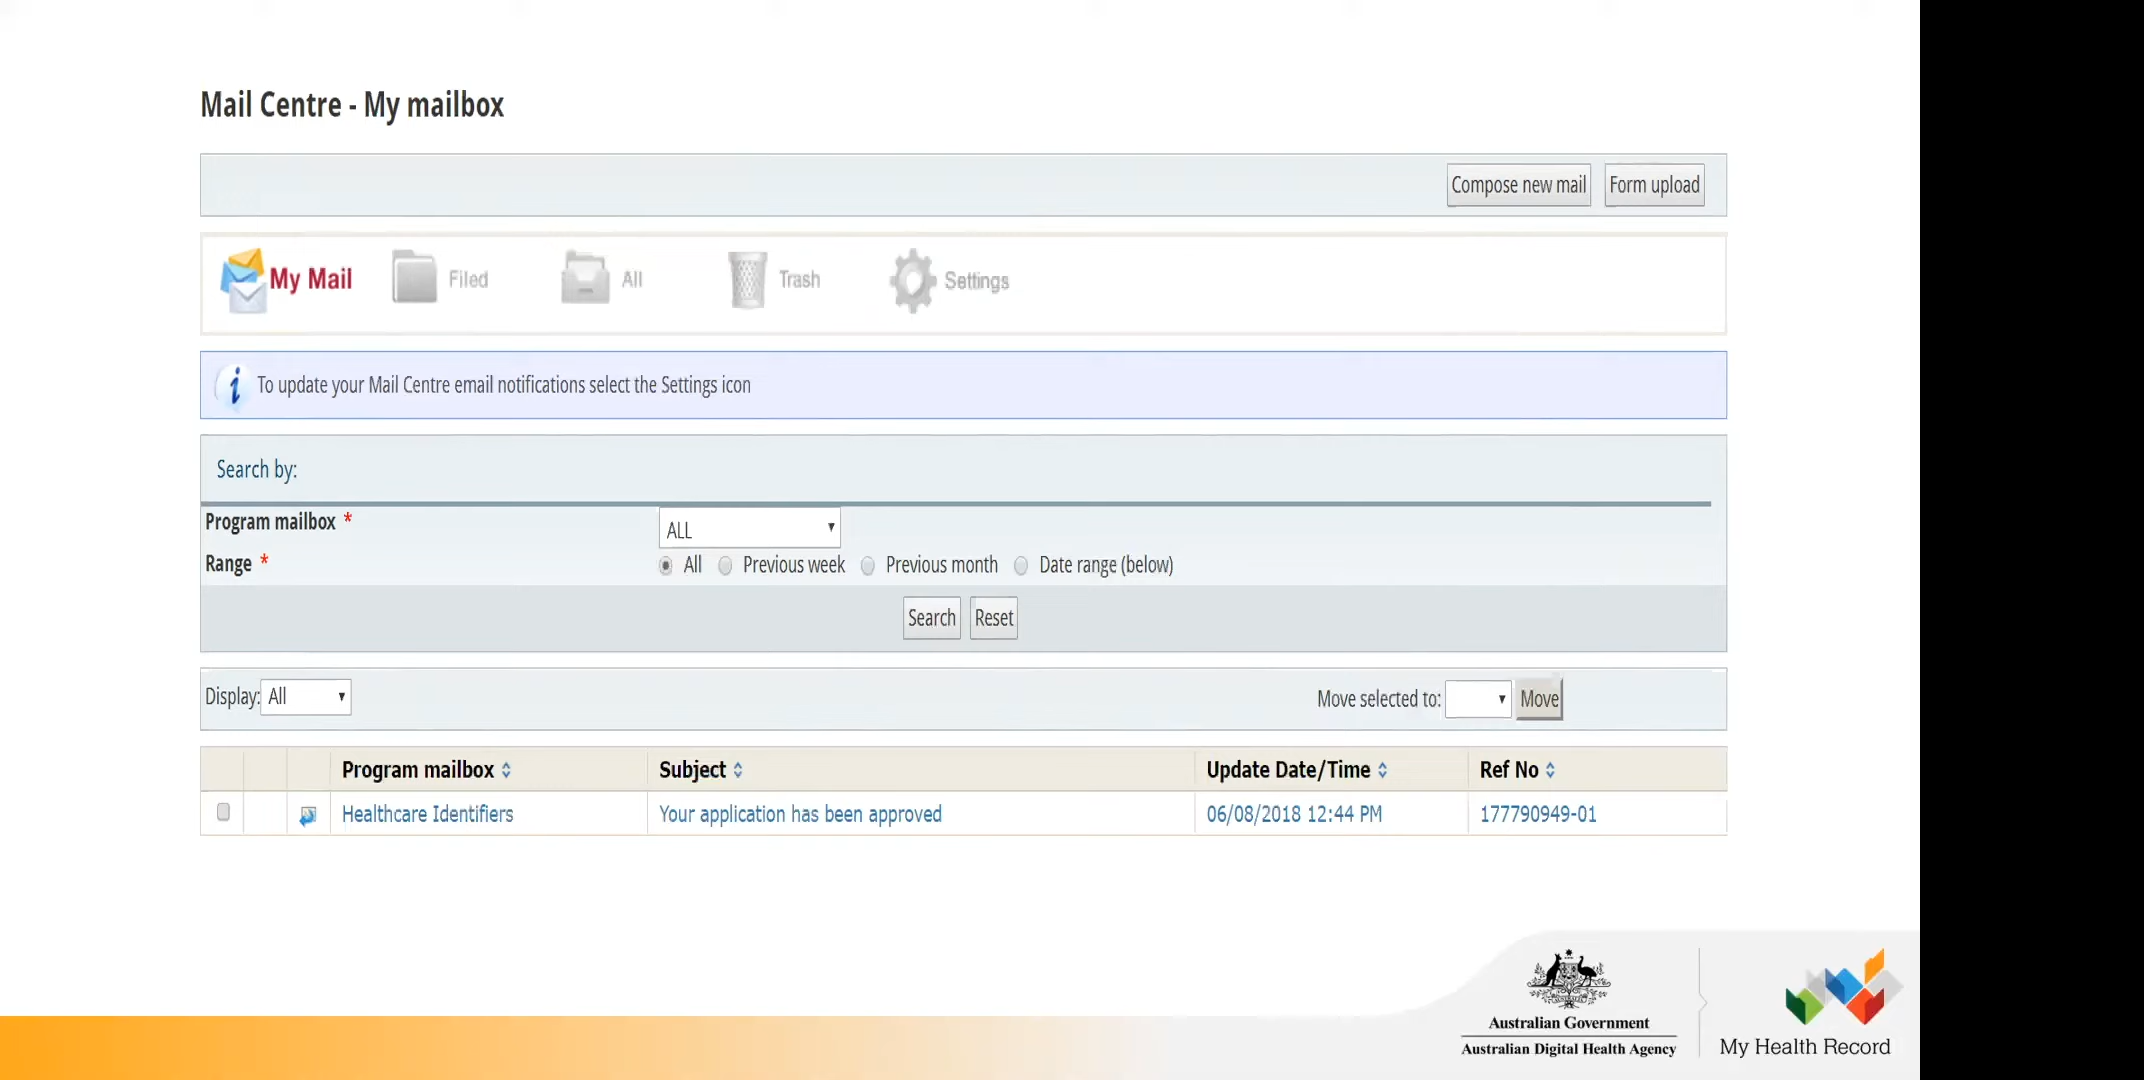 Mail Centre - My mailbox
Compose new mail Form upload
My Mail Filed All Trash Settings
To update your Mail Centre email notifications select the Settings icon
Search by:
Program mailbox * ALL
Range * All Previous week Previous month Date range (below)
Search Reset
Display: All Move selected to: Move
Program mailbox Subject Update Date/Time Ref No
Healthcare Identifiers Your application has been approved 06/08/2018 12:44 PM 177790949-01
Australian Government
Australian Digital Health Agency
My Health Record